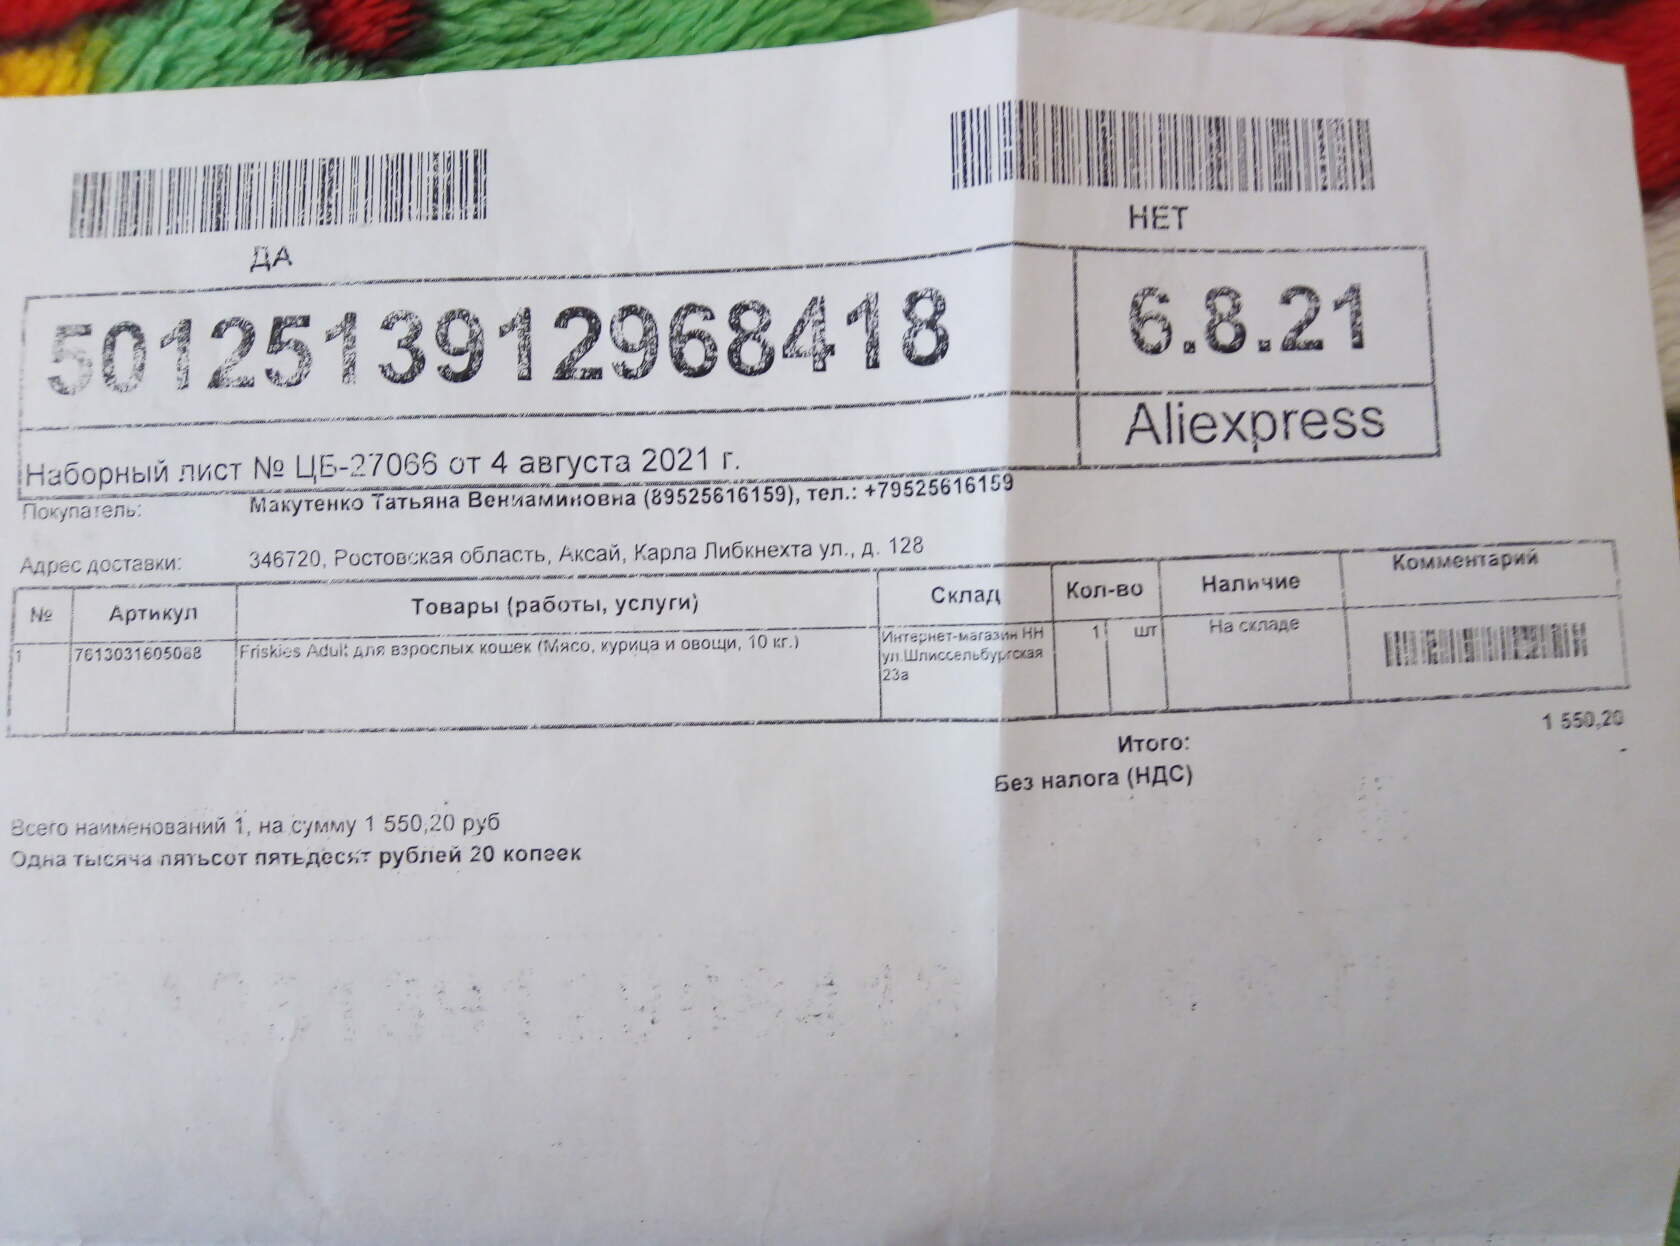 ДА
НЕТ
5012513912968418
6.8.21
Aliexpress
Наборный лист № ЦБ-27066 от 4 августа 2021 г.
Покупатель: Макутенко Татьяна Вениаминовна (89525616159), тел.: +79525616159
Адрес доставки: 346720, Ростовская область, Аксай, Карла Либкнехта ул., д. 128
№ Артикул Товары (работы, услуги) Склад Кол-во Наличие Комментарий
1 7613031605088 Friskies Adult для взрослых кошек (Мясо, курица и овощи, 10 кг.) Интернет-магазин НН 1 шт На складе
ул.Шлиссельбургская
23а
Итого: 1 550,20
Без налога (НДС) -
Всего наименований 1, на сумму 1 550,20 руб
Одна тысяча пятьсот пятьдесят рублей 20 копеек